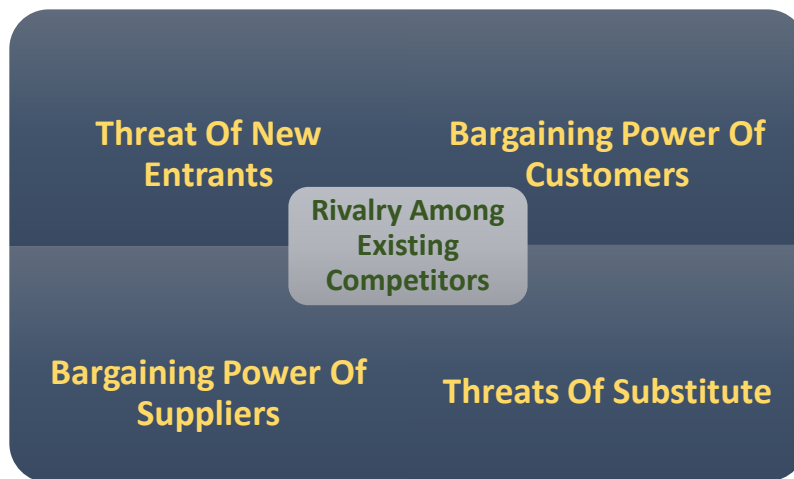 Threat Of New
Entrants
Bargaining Power Of
Customers
Rivalry Among
Existing
Competitors
Bargaining Power Of
Suppliers
Threats Of Substitute